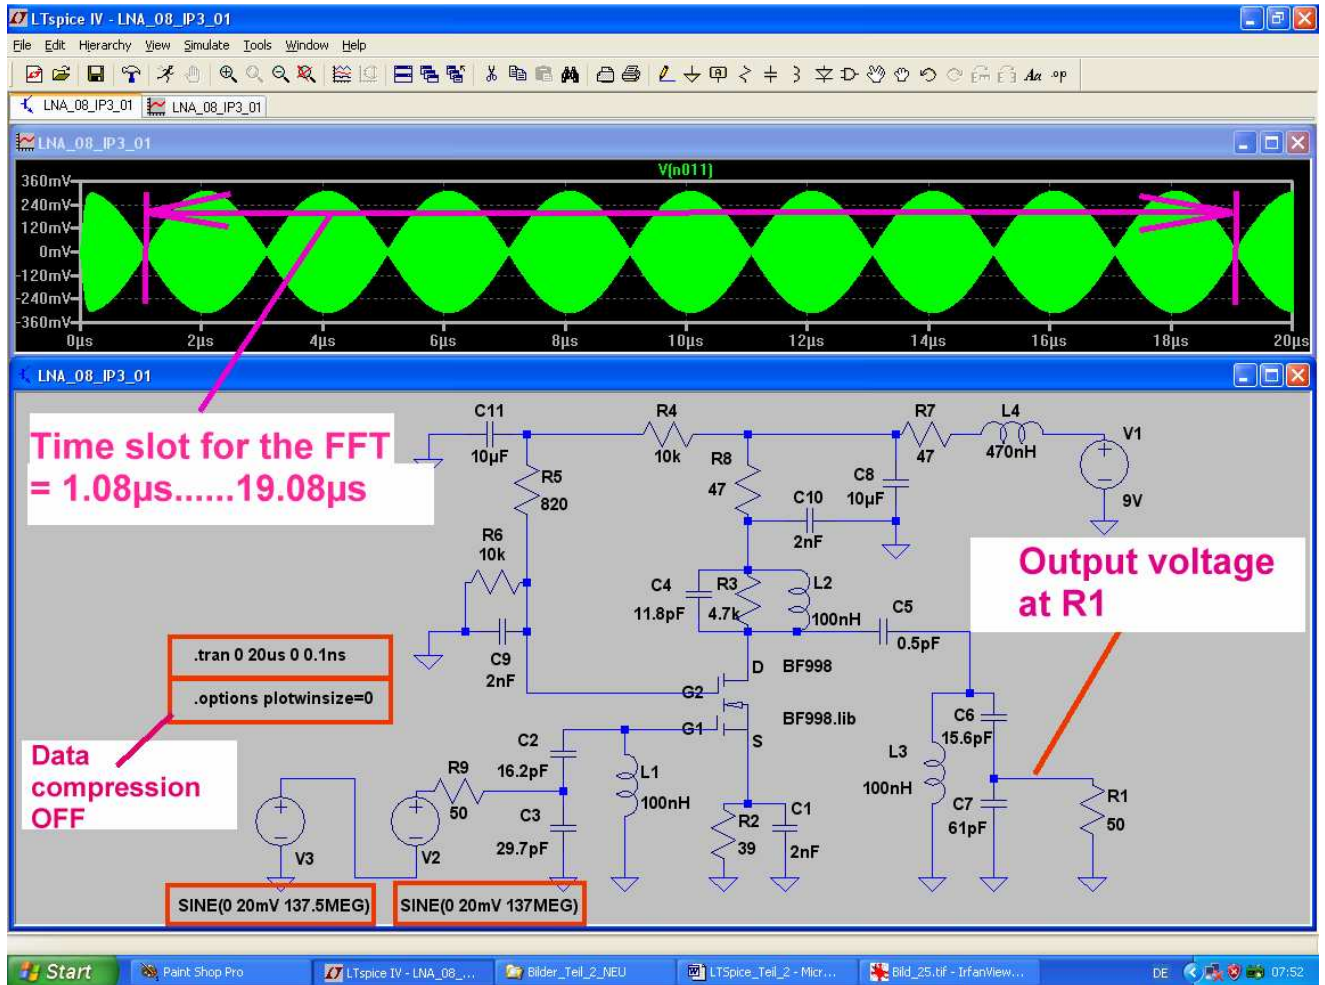 LTspice IV - LNA_08_IP3_01
File Edit Hierarchy View Simulate Tools Window Help
LNA_08_IP3_01 LNA_08_IP3_01
LNA_08_IP3_01
V(n011)
360mV
240mV
120mV
0mV
-120mV
-240mV
-360mV
0µs 2µs 4µs 6µs 8µs 10µs 12µs 14µs 16µs 18µs 20µs
LNA_08_IP3_01
Time slot for the FFT
= 1.08µs......19.08µs
C11
10µF
R4
10k
R7
47
L4
470nH
V1
9V
R5
820
R8
47
C8
10µF
C10
2nF
R6
10k
Output voltage
at R1
C4
11.8pF
R3
4.7k
L2
100nH
C5
0.5pF
C9
2nF
.tran 0 20us 0 0.1ns
.options plotwinsize=0
D
BF998
G2
G1
S
BF998.lib
Data
compression
OFF
C2
16.2pF
R9
50
C3
29.7pF
L1
100nH
C6
15.6pF
L3
100nH
C7
61pF
R1
50
R2
39
C1
2nF
V3
V2
SINE(0 20mV 137.5MEG)
SINE(0 20mV 137MEG)
Start Paint Shop Pro LTspice IV - LNA_08_... Bilder_Teil_2_NEU LTSpice_Teil_2 - Micr... Bild_25.tif - IrfanView... DE 07:52